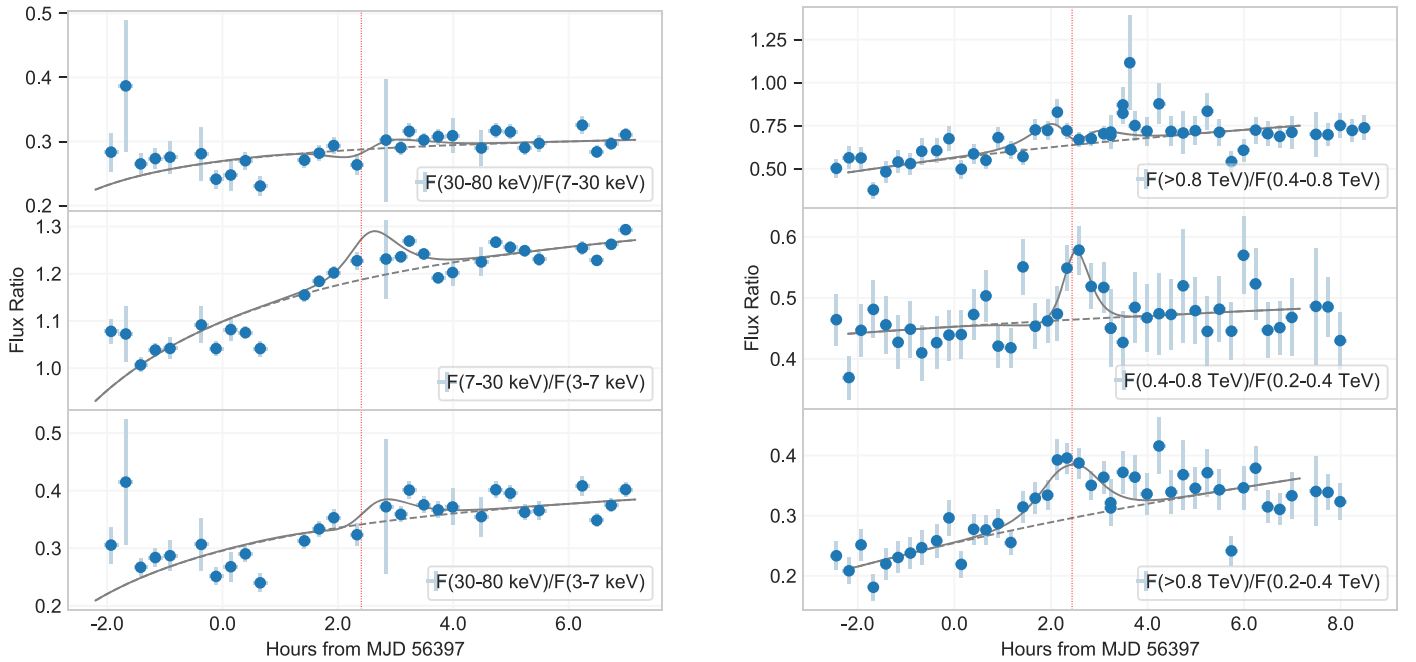 0.5
0.4
0.3
0.2
F(30-80 keV)/F(7-30 keV)
1.3
1.2
1.1
1.0
Flux Ratio
F(7-30 keV)/F(3-7 keV)
0.5
0.4
0.3
0.2
F(30-80 keV)/F(3-7 keV)
-2.0 0.0 2.0 4.0 6.0
Hours from MJD 56397
1.25
1.00
0.75
0.50
F(>0.8 TeV)/F(0.4-0.8 TeV)
0.6
0.5
0.4
Flux Ratio
F(0.4-0.8 TeV)/F(0.2-0.4 TeV)
0.4
0.3
0.2
F(>0.8 TeV)/F(0.2-0.4 TeV)
-2.0 0.0 2.0 4.0 6.0 8.0
Hours from MJD 56397